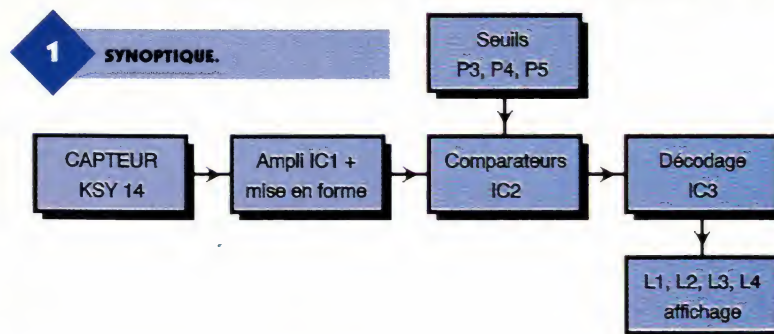 1
SYNOPTIQUE.
Seuils
P3, P4, P5
CAPTEUR
KSY 14
Ampli IC1 +
mise en forme
Comparateurs
IC2
Décodage
IC3
L1, L2, L3, L4
affichage